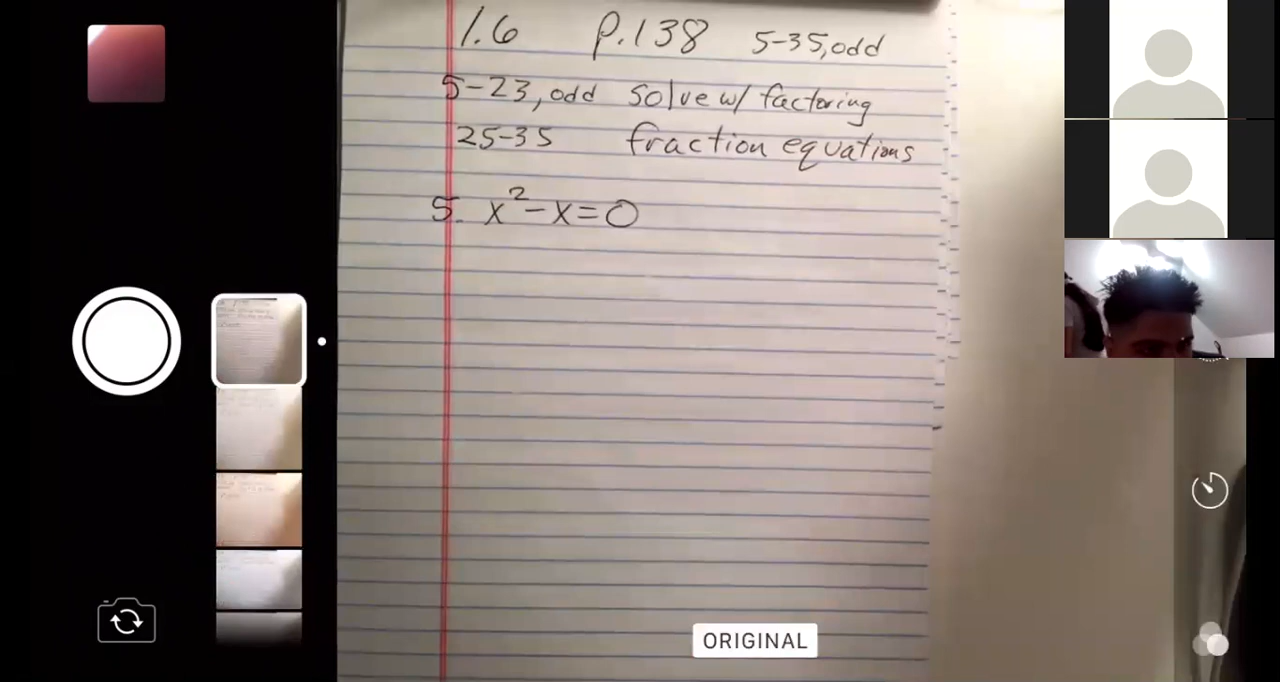 1.6 P.138 5-35,odd
5-23, odd solve w/ factoring
25-35 fraction equations
5. x²-x=0
ORIGINAL